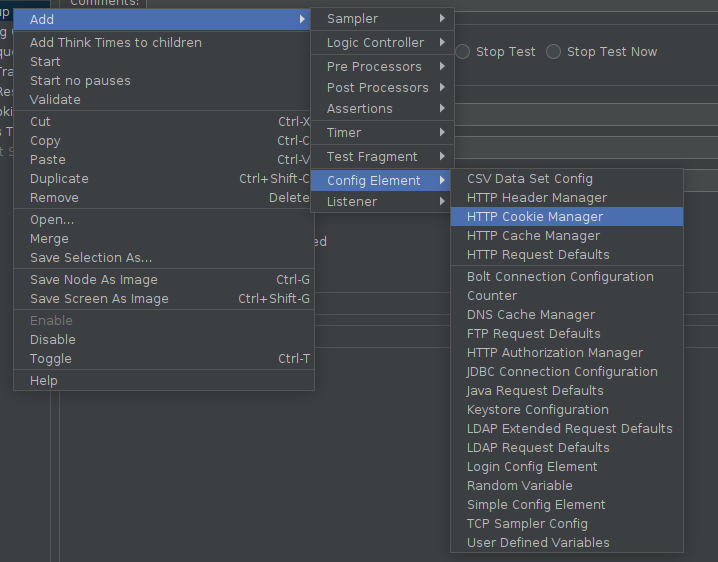 Comments:
Add
Add Think Times to children
Start
Start no pauses
Validate
Cut Ctrl-X
Copy Ctrl-C
Paste Ctrl-V
Duplicate Ctrl+Shift-C
Remove Delete
Open...
Merge
Save Selection As...
Save Node As Image Ctrl-G
Save Screen As Image Ctrl+Shift-G
Enable
Disable
Toggle Ctrl-T
Help
Sampler
Logic Controller
Pre Processors
Post Processors
Assertions
Timer
Test Fragment
Config Element
Listener
Stop Test
Stop Test Now
CSV Data Set Config
HTTP Header Manager
HTTP Cookie Manager
HTTP Cache Manager
HTTP Request Defaults
Bolt Connection Configuration
Counter
DNS Cache Manager
FTP Request Defaults
HTTP Authorization Manager
JDBC Connection Configuration
Java Request Defaults
Keystore Configuration
LDAP Extended Request Defaults
LDAP Request Defaults
Login Config Element
Random Variable
Simple Config Element
TCP Sampler Config
User Defined Variables